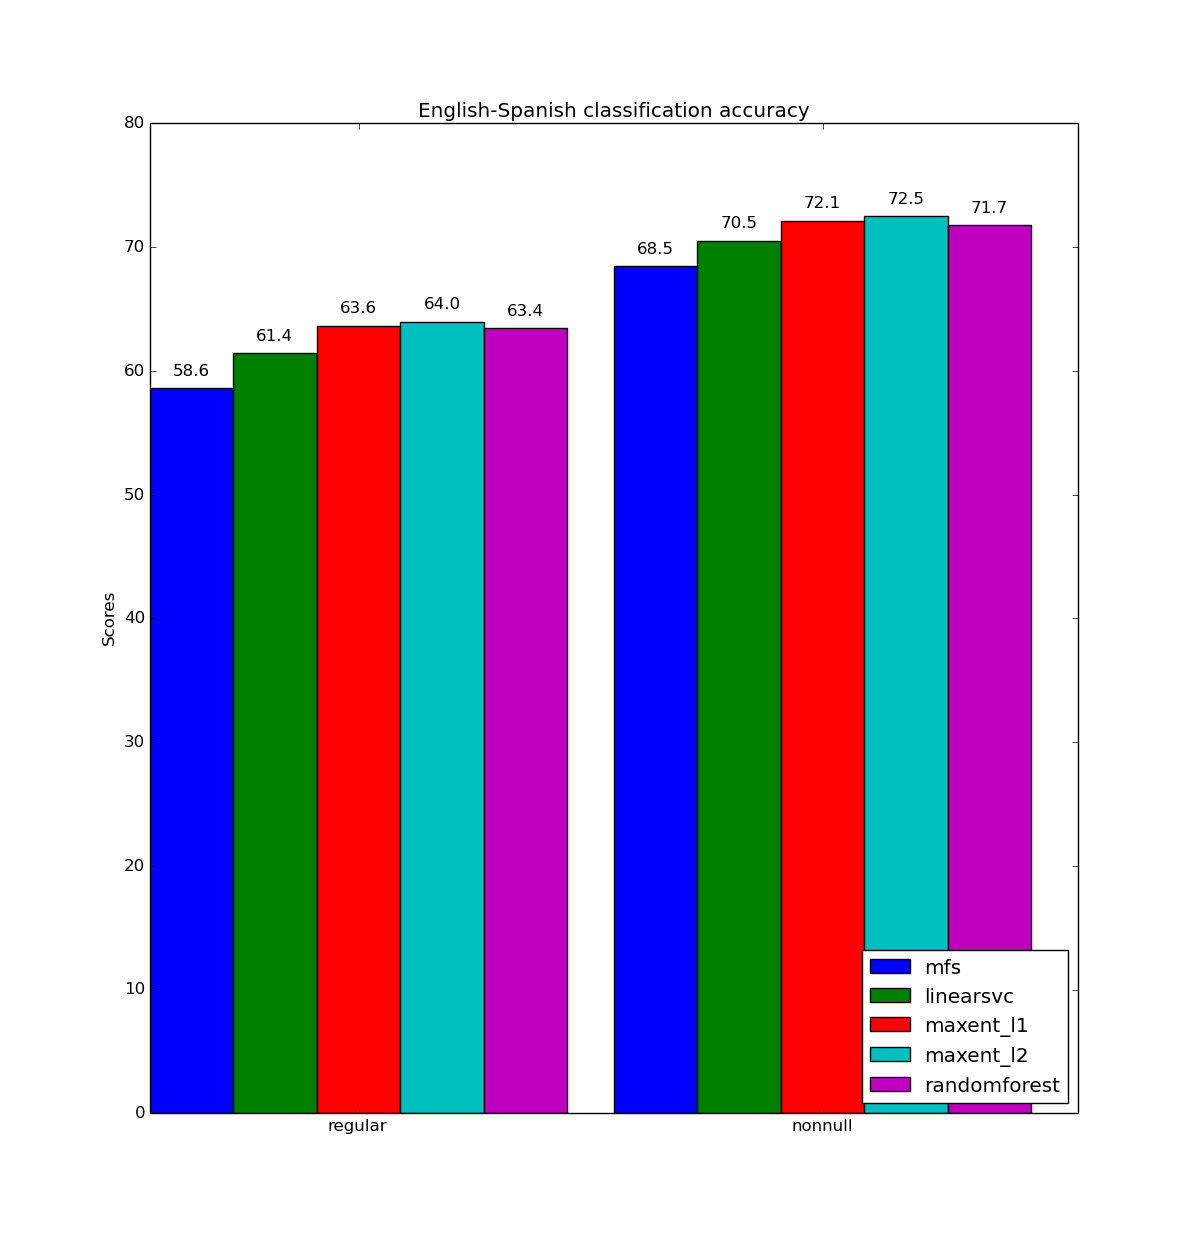 English-Spanish classification accuracy
80
70
60
50
40
30
20
10
0
Scores
58.6
61.4
63.6
64.0
63.4
68.5
70.5
72.1
72.5
71.7
regular
nonnull
mfs
linearsvc
maxent_l1
maxent_l2
randomforest